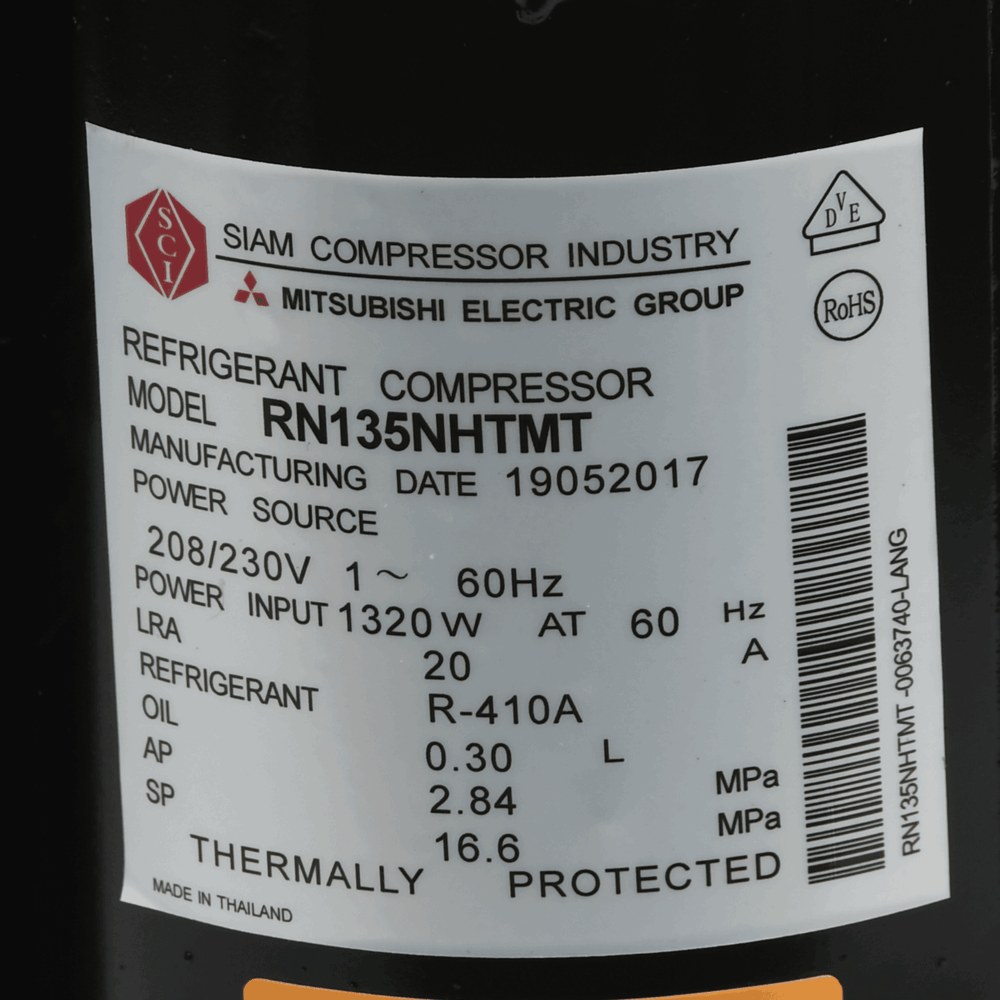 SCI
SIAM COMPRESSOR INDUSTRY
MITSUBISHI ELECTRIC GROUP
DVE
RoHS
REFRIGERANT COMPRESSOR
MODEL RN135NHTMT
MANUFACTURING DATE 19052017
POWER SOURCE
208/230V 1~ 60Hz
POWER INPUT 1320 W AT 60 Hz
LRA 20 A
REFRIGERANT R-410A
OIL 0.30 L
AP 2.84 MPa
SP 16.6 MPa
THERMALLY PROTECTED
MADE IN THAILAND
RN135NHTMT -0063740-LANG